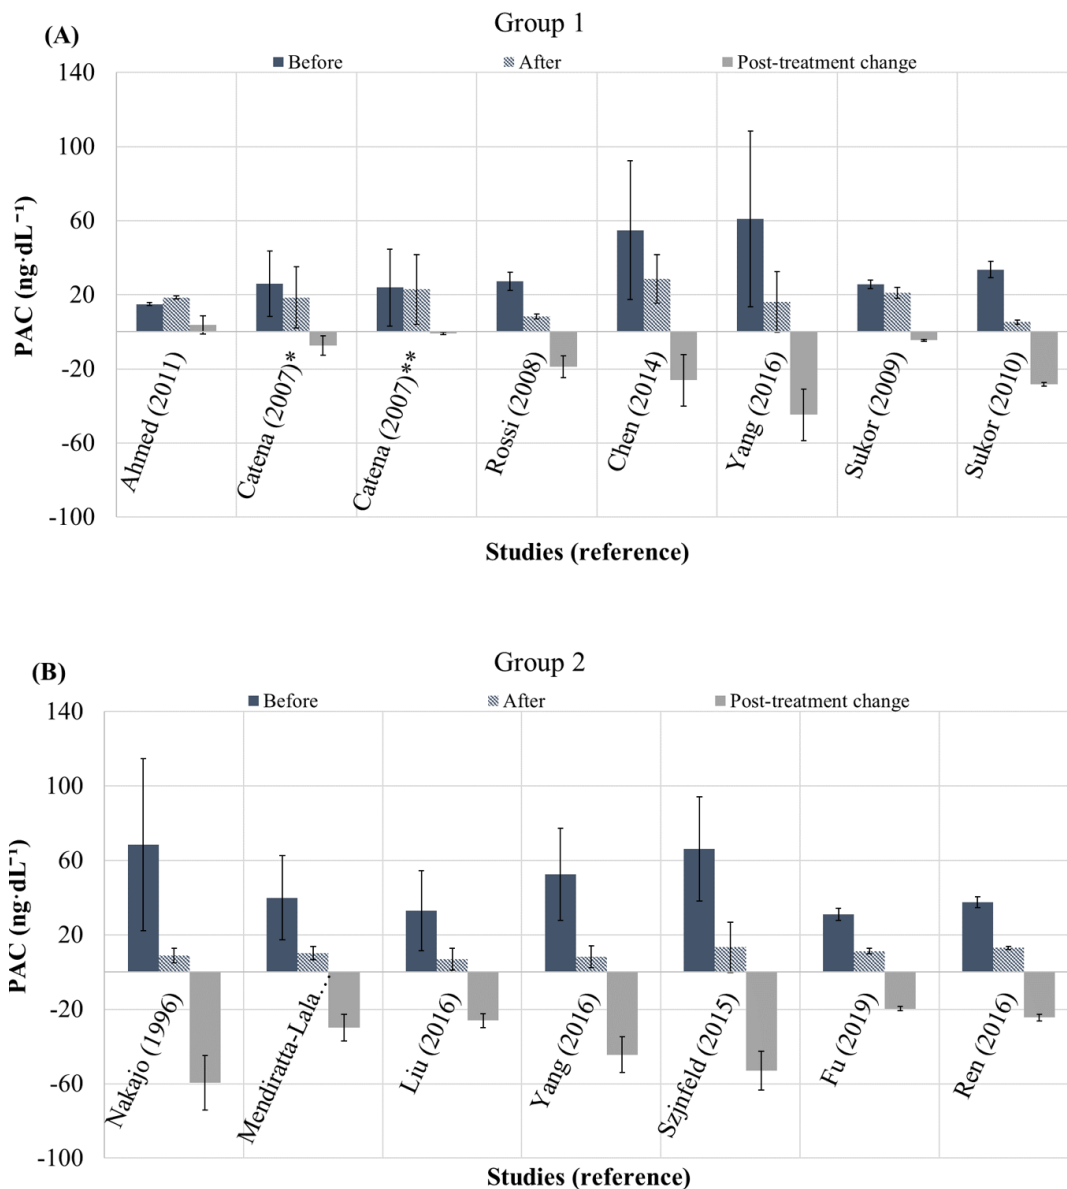 (A)
Group 1
Before After Post-treatment change
140
100
60
20
-20
-60
-100
PAC (ng·dL⁻¹)
Ahmed (2011)
Catena (2007)*
Catena (2007)**
Rossi (2008)
Chen (2014)
Yang (2016)
Sukor (2009)
Sukor (2010)
Studies (reference)
(B)
Group 2
Before After Post-treatment change
140
100
60
20
-20
-60
-100
PAC (ng·dL⁻¹)
Nakajo (1996)
Mendiratta-Lala…
Liu (2016)
Yang (2016)
Szjnfeld (2015)
Fu (2019)
Ren (2016)
Studies (reference)